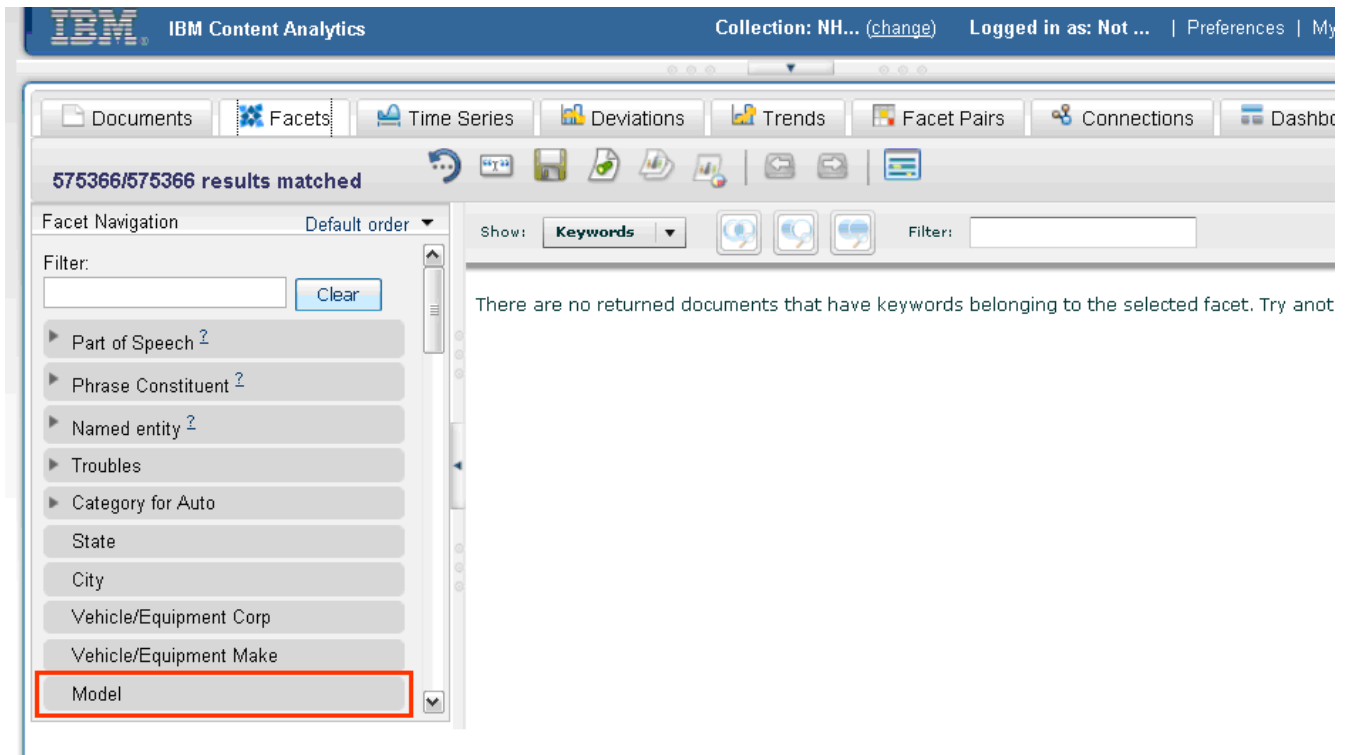 IBM® IBM Content Analytics Collection: NH... (change) Logged in as: Not ... | Preferences | My
Documents Facets Time Series Deviations Trends Facet Pairs Connections Dashbo
575366/575366 results matched
Facet Navigation Default order
Show: Keywords Filter:
Filter:
Clear
There are no returned documents that have keywords belonging to the selected facet. Try anot
Part of Speech ?
Phrase Constituent ?
Named entity ?
Troubles
Category for Auto
State
City
Vehicle/Equipment Corp
Vehicle/Equipment Make
Model